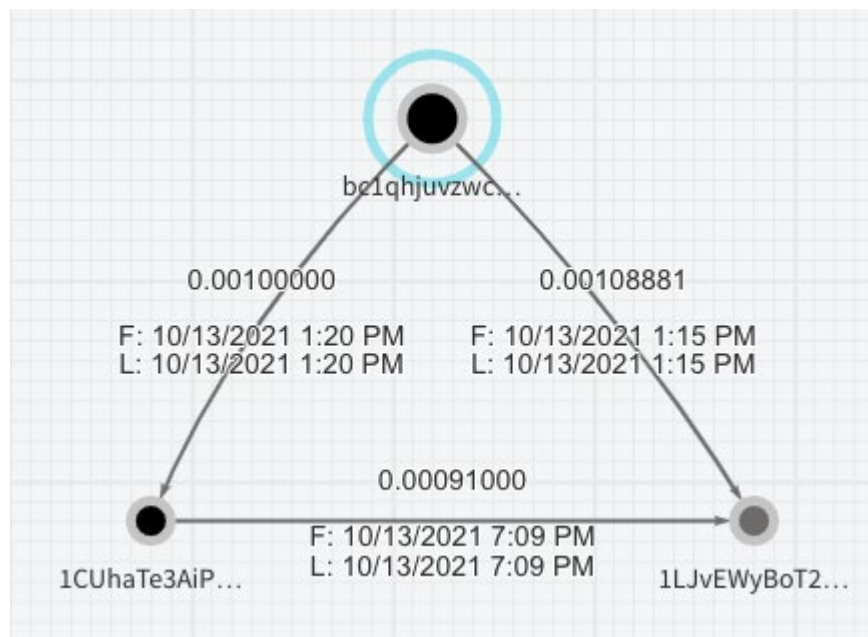 bc1qhjuvzwc...
0.00100000
F: 10/13/2021 1:20 PM
L: 10/13/2021 1:20 PM
0.00108881
F: 10/13/2021 1:15 PM
L: 10/13/2021 1:15 PM
0.00091000
F: 10/13/2021 7:09 PM
L: 10/13/2021 7:09 PM
1CUhaTe3AiP...
1LJvEWyBoT2...